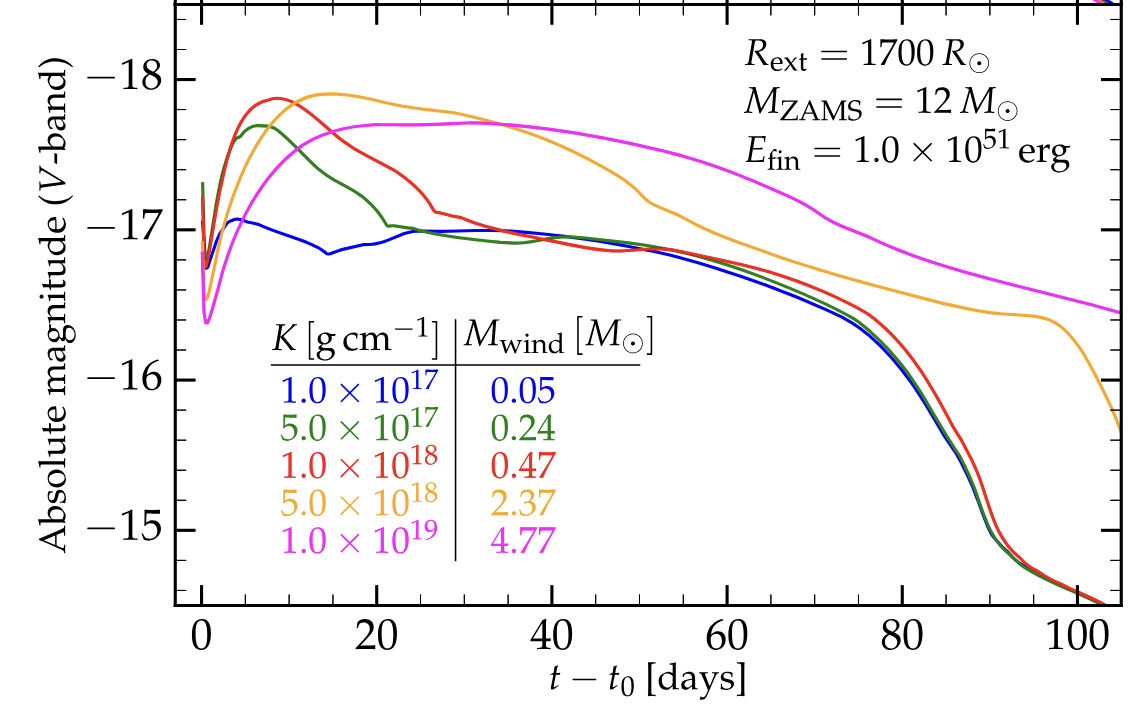 −18
−17
−16
−15
Absolute magnitude (V-band)
R_ext = 1700 R_⊙
M_ZAMS = 12 M_⊙
E_fin = 1.0 × 10^51 erg
K [g cm^−1] M_wind [M_⊙]
1.0 × 10^17 0.05
5.0 × 10^17 0.24
1.0 × 10^18 0.47
5.0 × 10^18 2.37
1.0 × 10^19 4.77
0 20 40 60 80 100
t − t_0 [days]